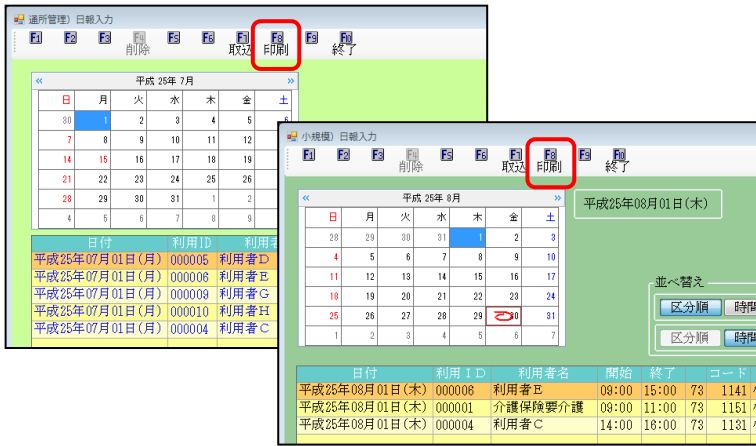 通所管理）日報入力
F1 F2 F3 F4 F5 F6 F7 F8 F9 F10
削除 取込 印刷 終了
« 平成 25年 7月 »
日 月 火 水 木 金 土
30 1 2 3 4 5 6
7 8 9 10 11 12
14 15 16 17 18 19
21 22 23 24 25 26
28 29 30 31 1 2
4 5 6 7 8 9
日付 利用ID 利用者
平成25年07月01日(月) 000005 利用者D
平成25年07月01日(月) 000006 利用者E
平成25年07月01日(月) 000009 利用者G
平成25年07月01日(月) 000010 利用者H
平成25年07月01日(月) 000004 利用者C
小規模）日報入力
F1 F2 F3 F4 F5 F6 F7 F8 F9 F10
削除 取込 印刷 終了
« 平成 25年 8月 »
平成25年08月01日(木)
日 月 火 水 木 金 土
28 29 30 31 1 2 3
4 5 6 7 8 9 10
11 12 13 14 15 16 17
18 19 20 21 22 23 24
25 26 27 28 29 30 31
1 2 3 4 5 6 7
並べ替え
区分順 時間
区分順 時間
日付 利用ID 利用者名 開始 終了 コード
平成25年08月01日(木) 000006 利用者E 09:00 15:00 73 1141
平成25年08月01日(木) 000001 介護保険要介護 09:00 11:00 73 1151
平成25年08月01日(木) 000004 利用者C 14:00 16:00 73 1131